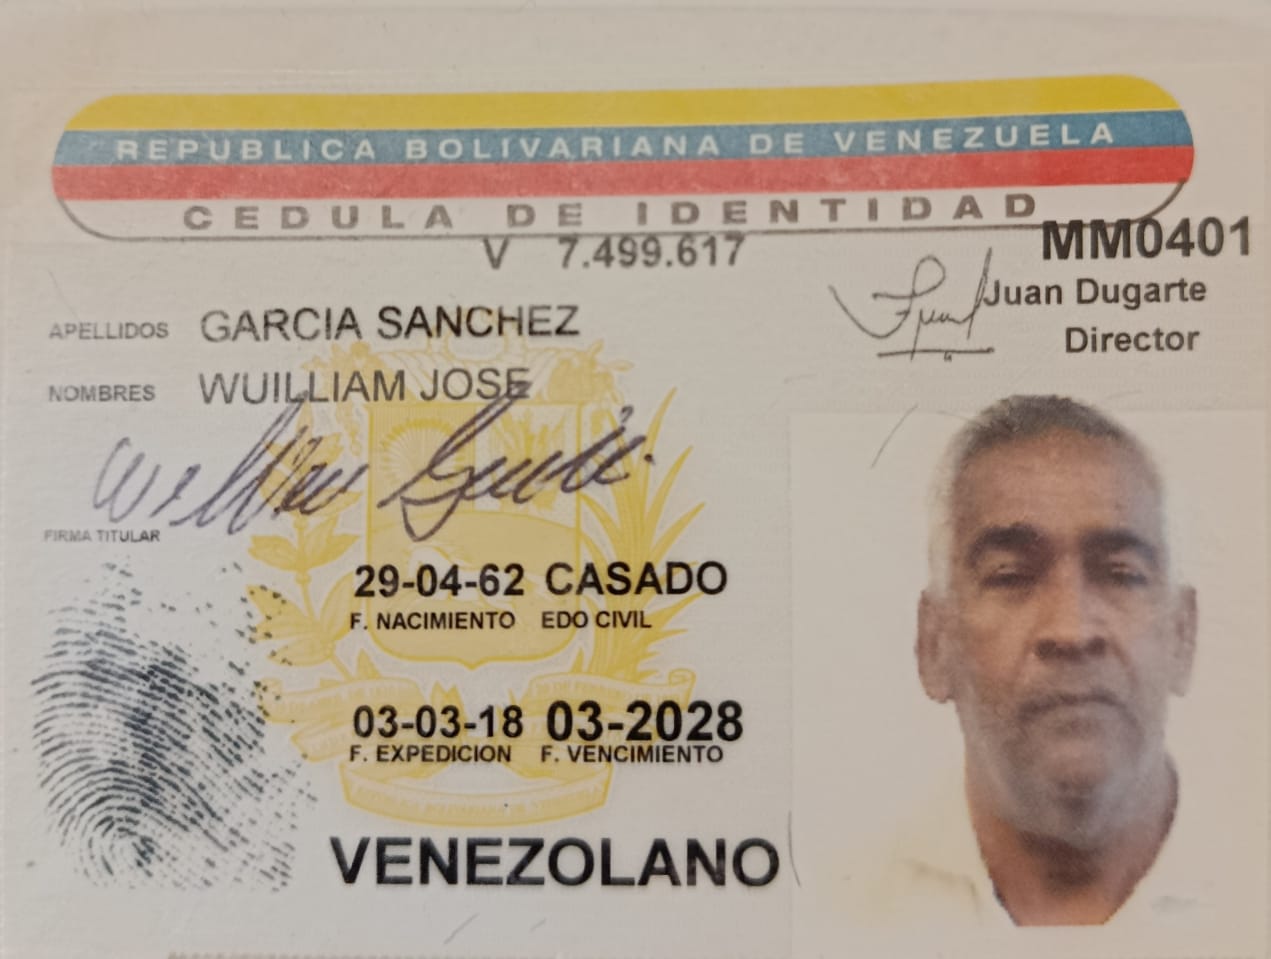 REPUBLICA BOLIVARIANA DE VENEZUELA
CEDULA DE IDENTIDAD
V 7.499.617
MM0401
Juan Dugarte
Director
APELLIDOS GARCIA SANCHEZ
NOMBRES WUILLIAM JOSE
FIRMA TITULAR
29-04-62 CASADO
F. NACIMIENTO EDO CIVIL
03-03-18 03-2028
F. EXPEDICION F. VENCIMIENTO
VENEZOLANO